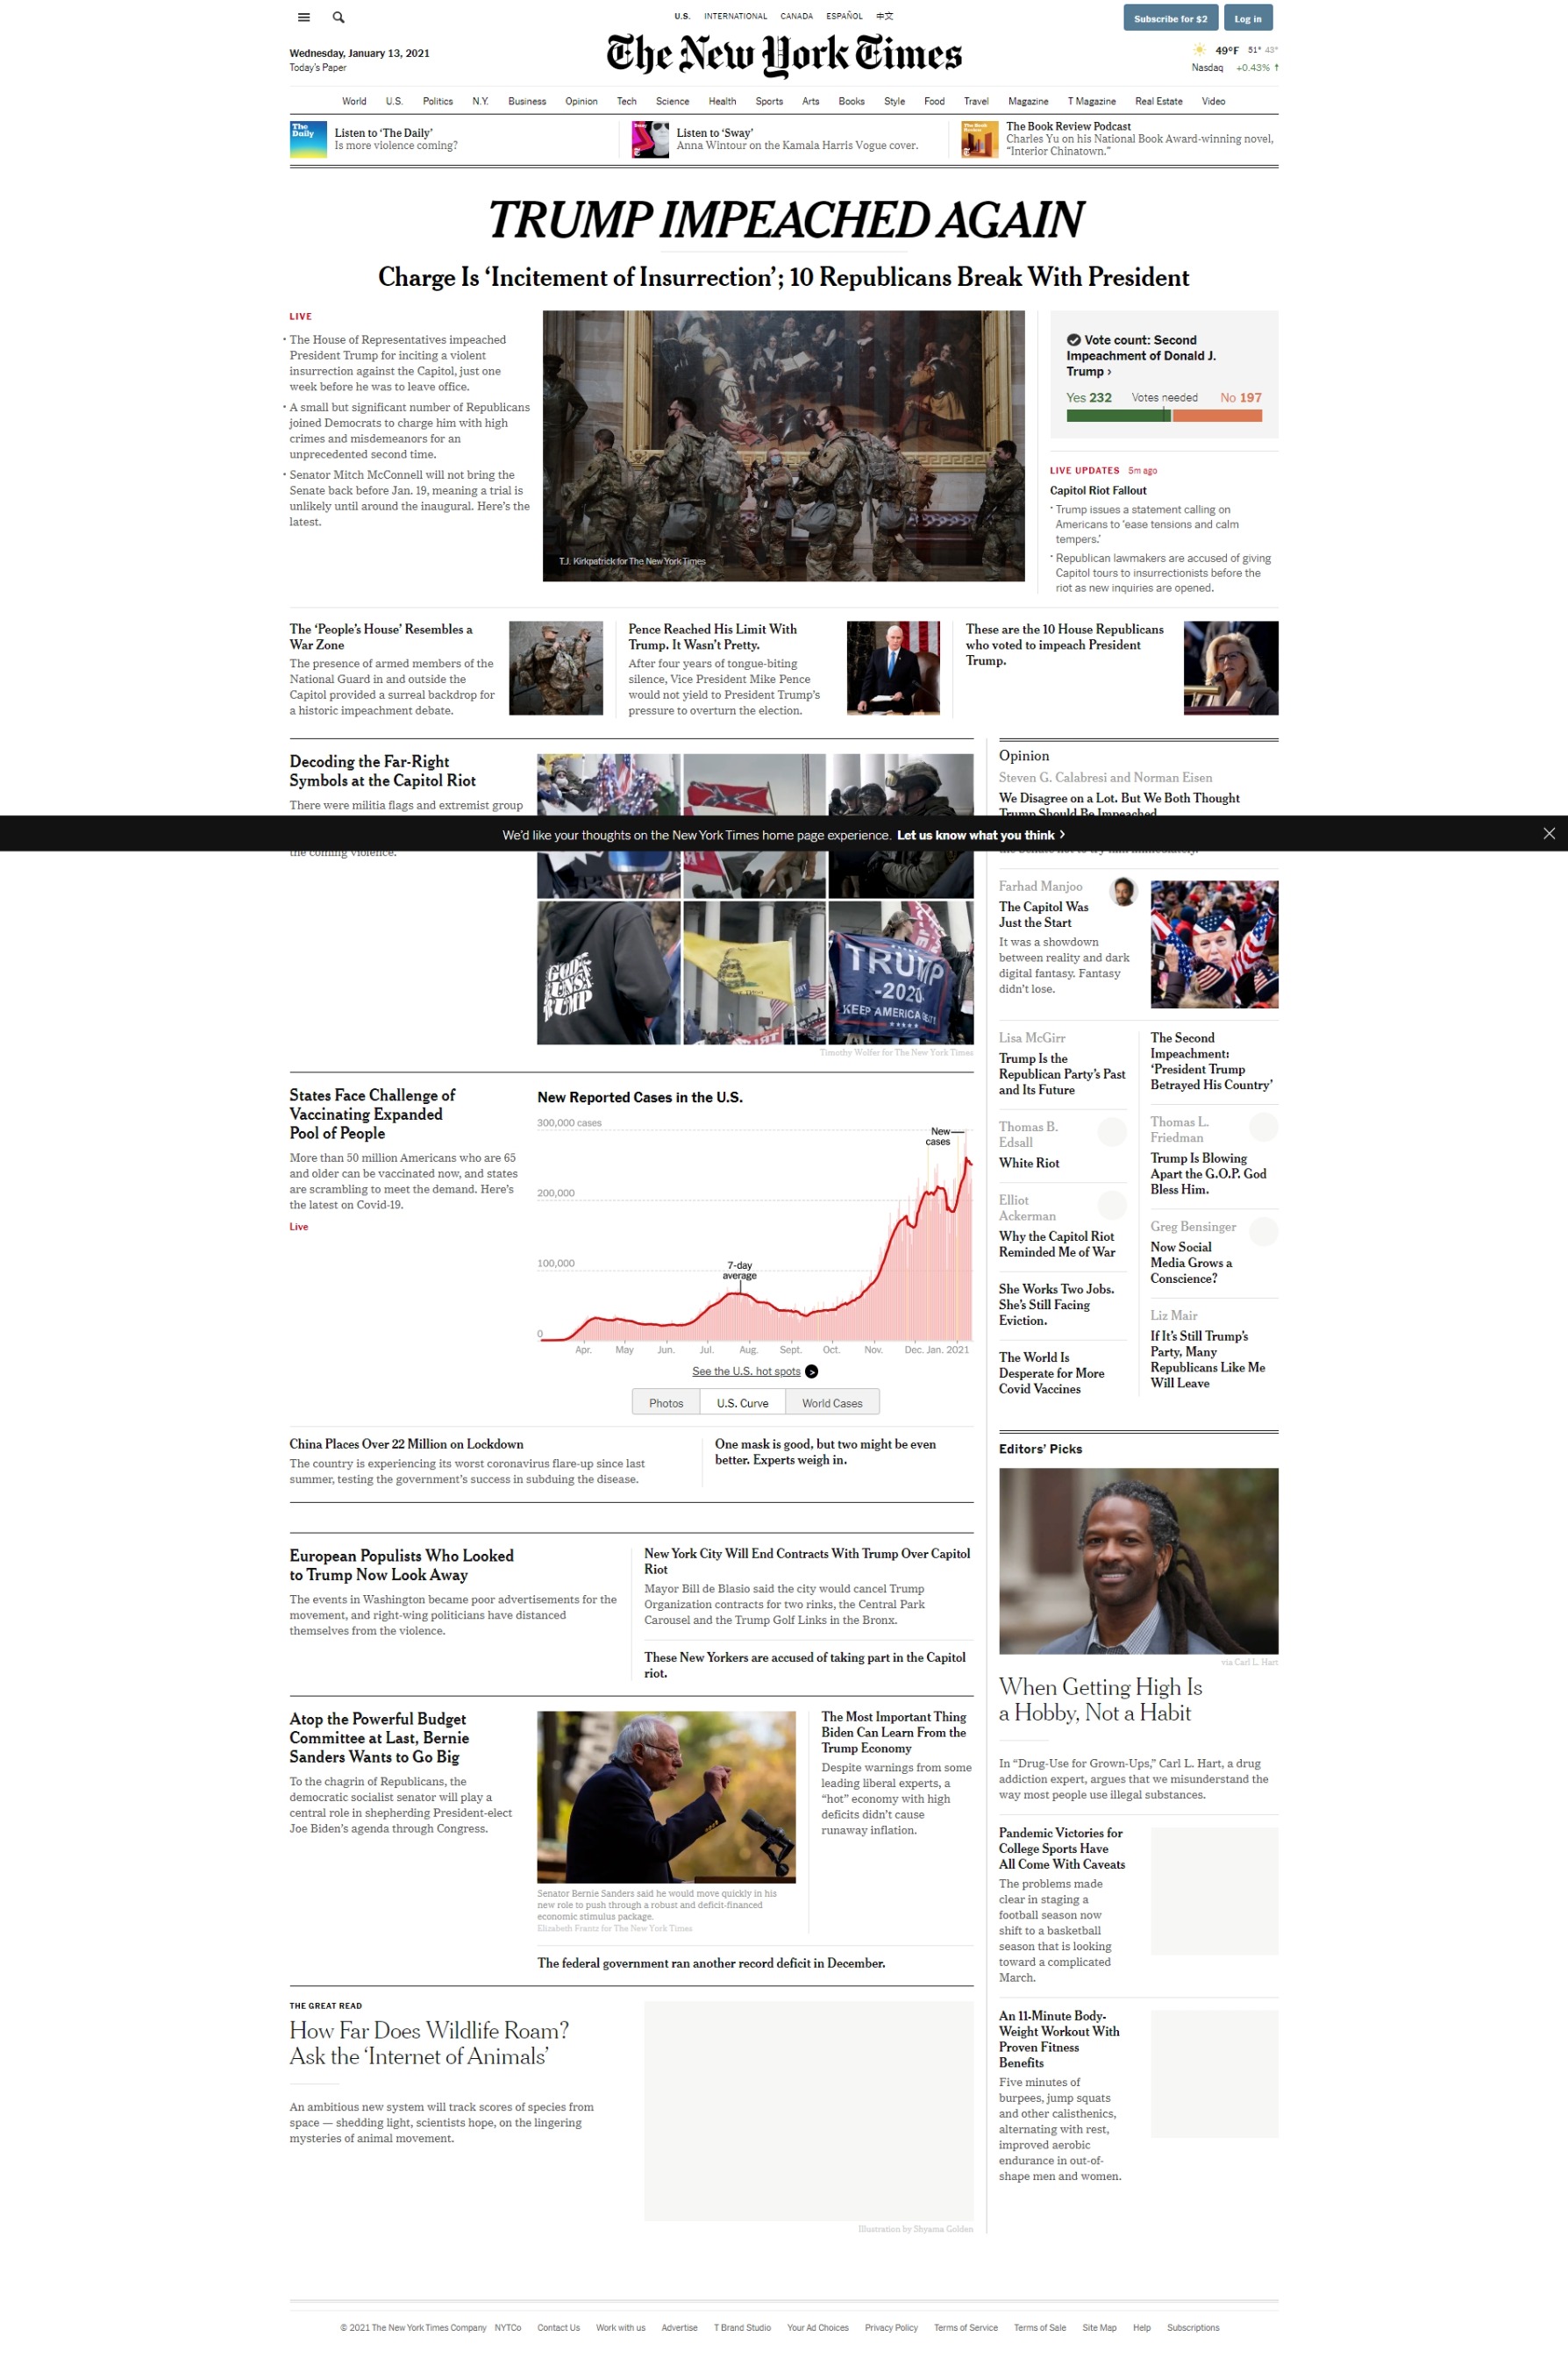 U.S. INTERNATIONAL CANADA ESPAÑOL 中文
Subscribe for $2 Log in
Wednesday, January 13, 2021
Today's Paper
The New York Times
49°F 51° 43°
Nasdaq +0.43% ↑
World U.S. Politics N.Y. Business Opinion Tech Science Health Sports Arts Books Style Food Travel Magazine T Magazine Real Estate Video
The Daily
Listen to ‘The Daily’
Is more violence coming?
Listen to ‘Sway’
Anna Wintour on the Kamala Harris Vogue cover.
The Book Review Podcast
Charles Yu on his National Book Award-winning novel,
“Interior Chinatown.”
TRUMP IMPEACHED AGAIN
Charge Is ‘Incitement of Insurrection’; 10 Republicans Break With President
LIVE
• The House of Representatives impeached
President Trump for inciting a violent
insurrection against the Capitol, just one
week before he was to leave office.
• A small but significant number of Republicans
joined Democrats to charge him with high
crimes and misdemeanors for an
unprecedented second time.
• Senator Mitch McConnell will not bring the
Senate back before Jan. 19, meaning a trial is
unlikely until around the inaugural. Here's the
latest.
T.J. Kirkpatrick for The New York Times
Vote count: Second
Impeachment of Donald J.
Trump ›
Yes 232 Votes needed No 197
LIVE UPDATES 5m ago
Capitol Riot Fallout
• Trump issues a statement calling on
Americans to ‘ease tensions and calm
tempers.’
• Republican lawmakers are accused of giving
Capitol tours to insurrectionists before the
riot as new inquiries are opened.
The ‘People's House’ Resembles a
War Zone
The presence of armed members of the
National Guard in and outside the
Capitol provided a surreal backdrop for
a historic impeachment debate.
Pence Reached His Limit With
Trump. It Wasn't Pretty.
After four years of tongue-biting
silence, Vice President Mike Pence
would not yield to President Trump's
pressure to overturn the election.
These are the 10 House Republicans
who voted to impeach President
Trump.
Decoding the Far-Right
Symbols at the Capitol Riot
There were militia flags and extremist group
the coming violence.
GOD
GUNS &
TRUMP
TRUMP
-2020-
KEEP AMERICA GREAT!
Timothy Wolfer for The New York Times
Opinion
Steven G. Calabresi and Norman Eisen
We Disagree on a Lot. But We Both Thought
Trump Should Be Impeached
the Senate not to try him immediately.
We'd like your thoughts on the New York Times home page experience. Let us know what you think ›
Farhad Manjoo
The Capitol Was
Just the Start
It was a showdown
between reality and dark
digital fantasy. Fantasy
didn't lose.
Lisa McGirr
Trump Is the
Republican Party's Past
and Its Future
Thomas B.
Edsall
White Riot
Elliot
Ackerman
Why the Capitol Riot
Reminded Me of War
She Works Two Jobs.
She's Still Facing
Eviction.
The World Is
Desperate for More
Covid Vaccines
The Second
Impeachment:
‘President Trump
Betrayed His Country’
Thomas L.
Friedman
Trump Is Blowing
Apart the G.O.P. God
Bless Him.
Greg Bensinger
Now Social
Media Grows a
Conscience?
Liz Mair
If It's Still Trump's
Party, Many
Republicans Like Me
Will Leave
States Face Challenge of
Vaccinating Expanded
Pool of People
More than 50 million Americans who are 65
and older can be vaccinated now, and states
are scrambling to meet the demand. Here's
the latest on Covid-19.
Live
New Reported Cases in the U.S.
300,000 cases
New
cases
200,000
100,000
7-day
average
0
Apr. May Jun. Jul. Aug. Sept. Oct. Nov. Dec. Jan. 2021
See the U.S. hot spots
Photos U.S. Curve World Cases
China Places Over 22 Million on Lockdown
The country is experiencing its worst coronavirus flare-up since last
summer, testing the government's success in subduing the disease.
One mask is good, but two might be even
better. Experts weigh in.
European Populists Who Looked
to Trump Now Look Away
The events in Washington became poor advertisements for the
movement, and right-wing politicians have distanced
themselves from the violence.
New York City Will End Contracts With Trump Over Capitol
Riot
Mayor Bill de Blasio said the city would cancel Trump
Organization contracts for two rinks, the Central Park
Carousel and the Trump Golf Links in the Bronx.
These New Yorkers are accused of taking part in the Capitol
riot.
Atop the Powerful Budget
Committee at Last, Bernie
Sanders Wants to Go Big
To the chagrin of Republicans, the
democratic socialist senator will play a
central role in shepherding President-elect
Joe Biden's agenda through Congress.
Senator Bernie Sanders said he would move quickly in his
new role to push through a robust and deficit-financed
economic stimulus package.
Elizabeth Frantz for The New York Times
The Most Important Thing
Biden Can Learn From the
Trump Economy
Despite warnings from some
leading liberal experts, a
“hot” economy with high
deficits didn't cause
runaway inflation.
The federal government ran another record deficit in December.
THE GREAT READ
How Far Does Wildlife Roam?
Ask the ‘Internet of Animals’
An ambitious new system will track scores of species from
space — shedding light, scientists hope, on the lingering
mysteries of animal movement.
Illustration by Shyama Golden
Editors' Picks
via Carl L. Hart
When Getting High Is
a Hobby, Not a Habit
In “Drug-Use for Grown-Ups,” Carl L. Hart, a drug
addiction expert, argues that we misunderstand the
way most people use illegal substances.
Pandemic Victories for
College Sports Have
All Come With Caveats
The problems made
clear in staging a
football season now
shift to a basketball
season that is looking
toward a complicated
March.
An 11-Minute Body-
Weight Workout With
Proven Fitness
Benefits
Five minutes of
burpees, jump squats
and other calisthenics,
alternating with rest,
improved aerobic
endurance in out-of-
shape men and women.
© 2021 The New York Times Company NYTCo Contact Us Work with us Advertise T Brand Studio Your Ad Choices Privacy Policy Terms of Service Terms of Sale Site Map Help Subscriptions